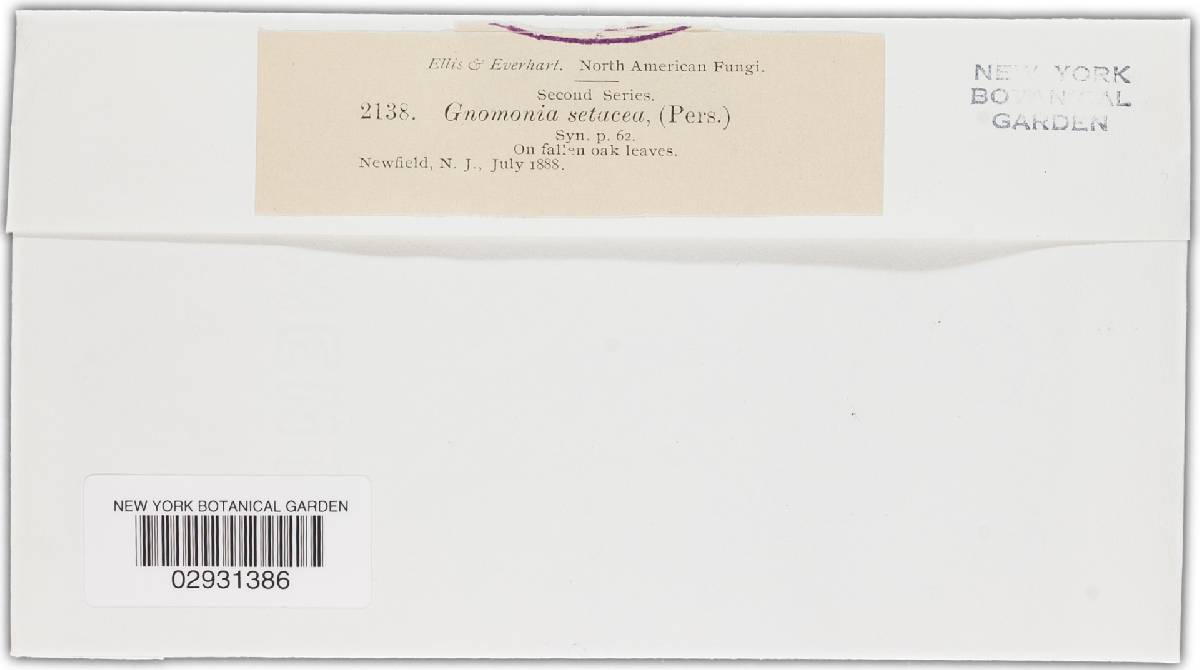 Ellis & Everhart. North American Fungi.
Second Series.
2138. Gnomonia setacea, (Pers.)
Syn. p. 62.
On fallen oak leaves.
Newfield, N. J., July 1888.
NEW YORK
BOTANICAL
GARDEN
NEW YORK BOTANICAL GARDEN
02931386